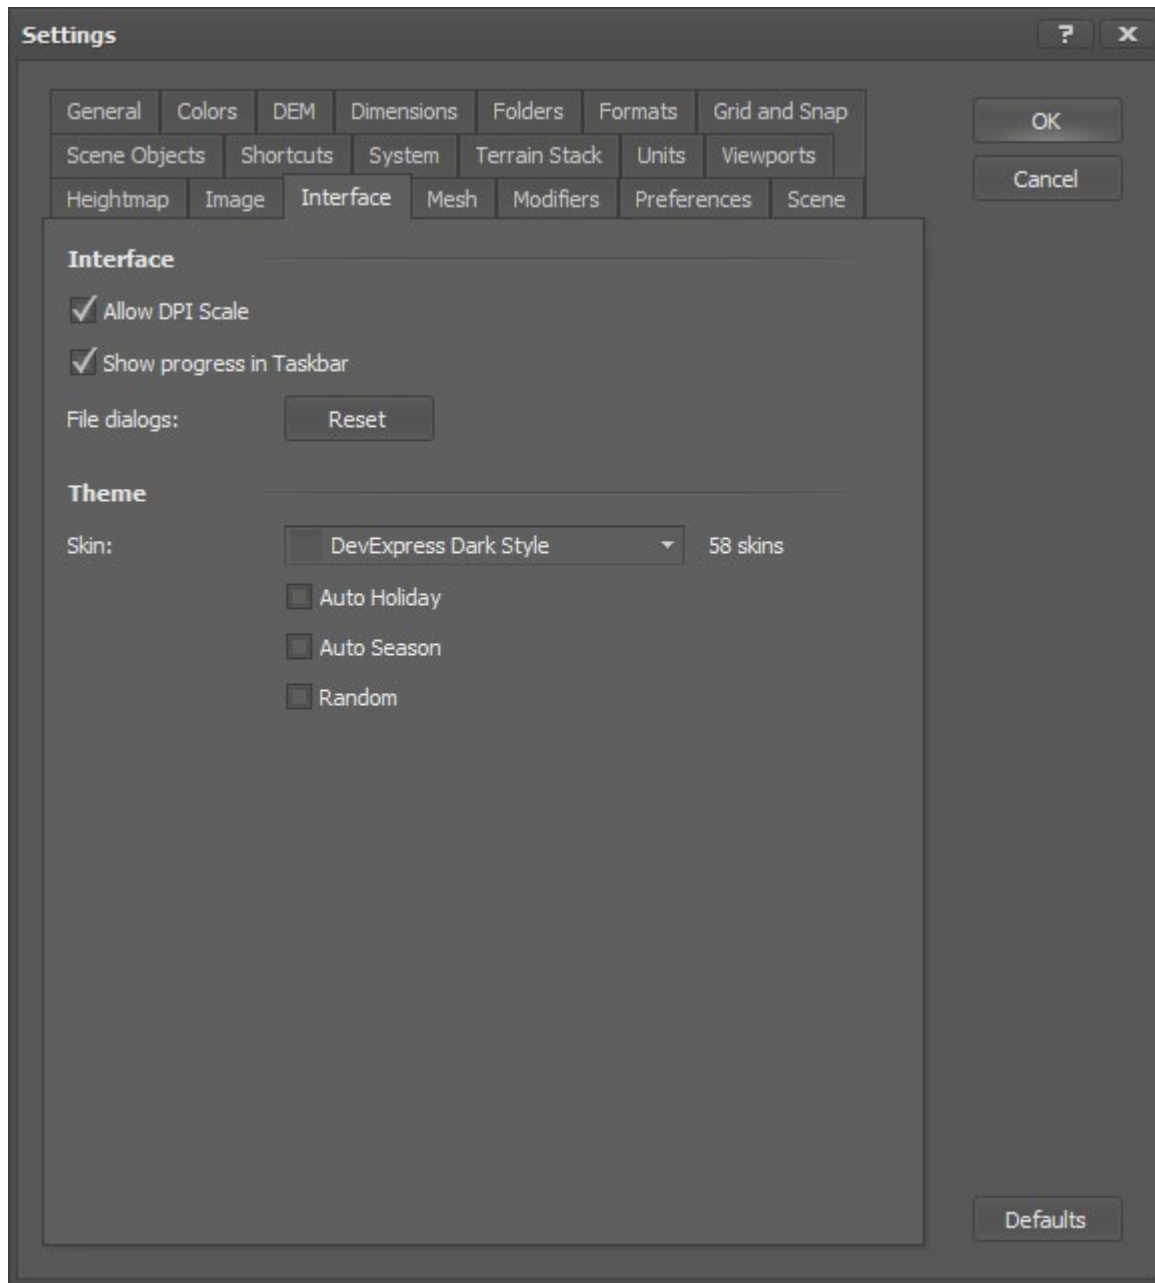 Settings
General Colors DEM Dimensions Folders Formats Grid and Snap
OK
Scene Objects Shortcuts System Terrain Stack Units Viewports
Cancel
Heightmap Image Interface Mesh Modifiers Preferences Scene
Interface
Allow DPI Scale
Show progress in Taskbar
File dialogs: Reset
Theme
Skin: DevExpress Dark Style 58 skins
Auto Holiday
Auto Season
Random
Defaults